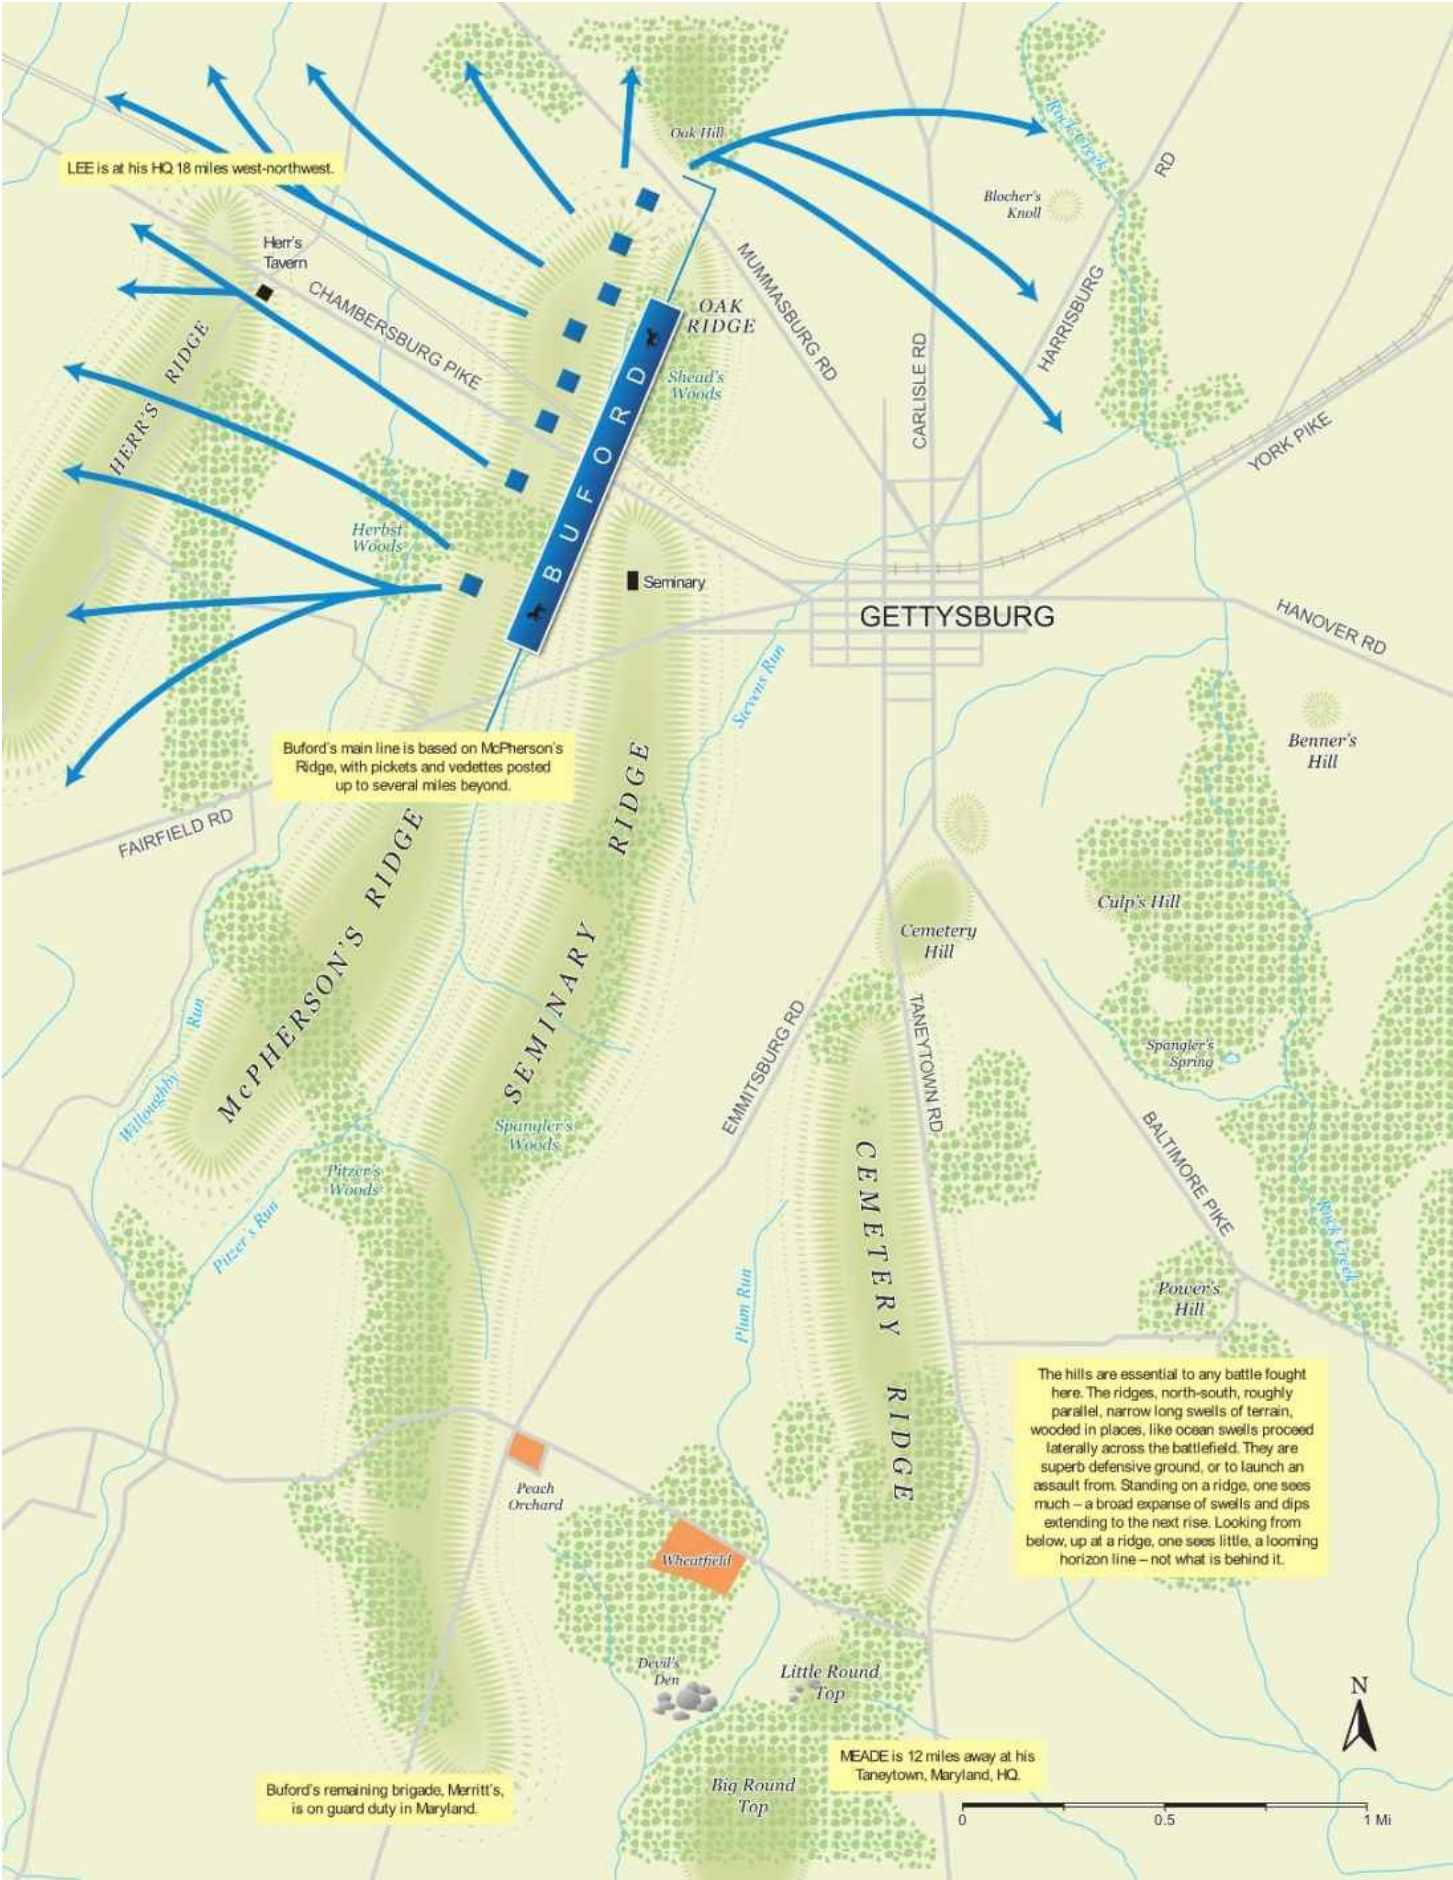 Oak Hill
Rock Creek
RD
LEE is at his HQ 18 miles west-northwest.
Blocher's
Knoll
Herr's
Tavern
MUMMASBURG RD
HARRISBURG
CHAMBERSBURG PIKE
OAK
RIDGE
CARLISLE RD
HERR'S RIDGE
Shead's
Woods
BUFORD
YORK PIKE
Herbst
Woods
Seminary
GETTYSBURG
HANOVER RD
Stevens Run
Buford's main line is based on McPherson's
Ridge, with pickets and vedettes posted
up to several miles beyond.
Benner's
Hill
FAIRFIELD RD
McPHERSON'S RIDGE
SEMINARY RIDGE
Culp's Hill
Cemetery
Hill
Willoughby Run
EMMITSBURG RD
TANEYTOWN RD
Spangler's
Spring
Spangler's
Woods
Pitzer's
Woods
Pitzer's Run
CEMETERY RIDGE
BALTIMORE PIKE
Rock Creek
Plum Run
Power's
Hill
The hills are essential to any battle fought
here. The ridges, north-south, roughly
parallel, narrow long swells of terrain,
wooded in places, like ocean swells proceed
laterally across the battlefield. They are
superb defensive ground, or to launch an
assault from. Standing on a ridge, one sees
much – a broad expanse of swells and dips
extending to the next rise. Looking from
below, up at a ridge, one sees little, a looming
horizon line – not what is behind it.
Peach
Orchard
Wheatfield
Devil's
Den
Little Round
Top
N
MEADE is 12 miles away at his
Taneytown, Maryland, HQ.
Buford's remaining brigade, Merritt's,
is on guard duty in Maryland.
Big Round
Top
0 0.5 1 Mi